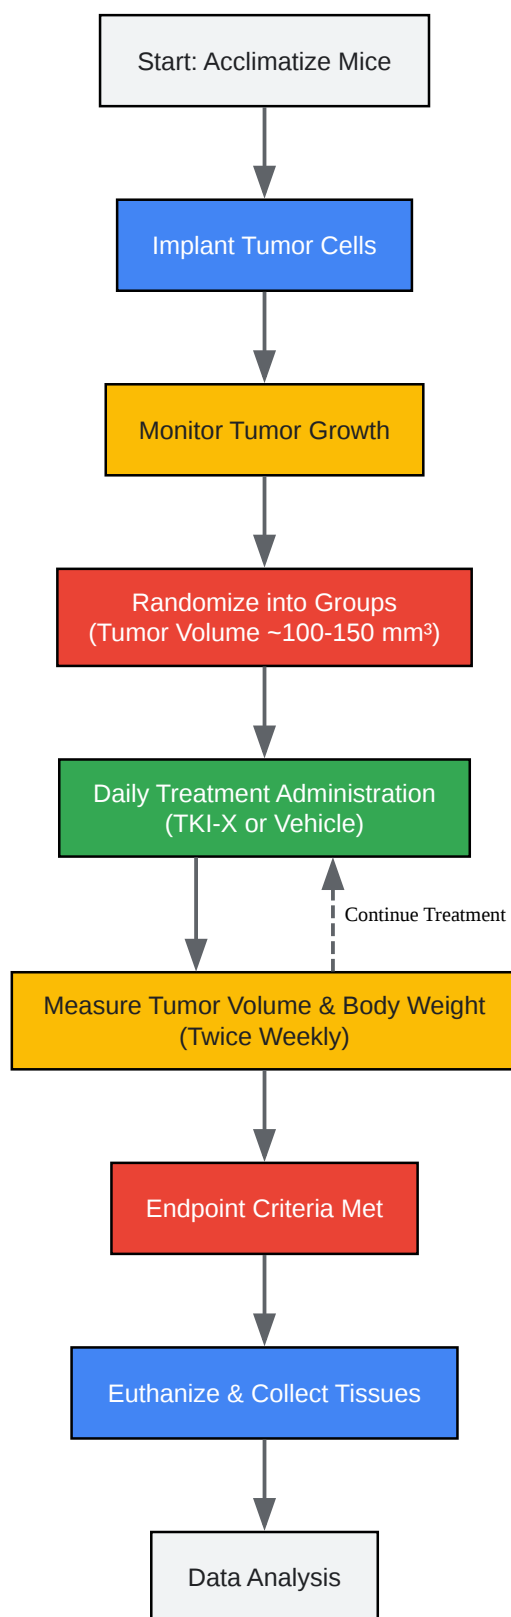 Start: Acclimatize Mice
Implant Tumor Cells
Monitor Tumor Growth
Randomize into Groups
(Tumor Volume ~100-150 mm³)
Daily Treatment Administration
(TKI-X or Vehicle)
Continue Treatment
Measure Tumor Volume & Body Weight
(Twice Weekly)
Endpoint Criteria Met
Euthanize & Collect Tissues
Data Analysis